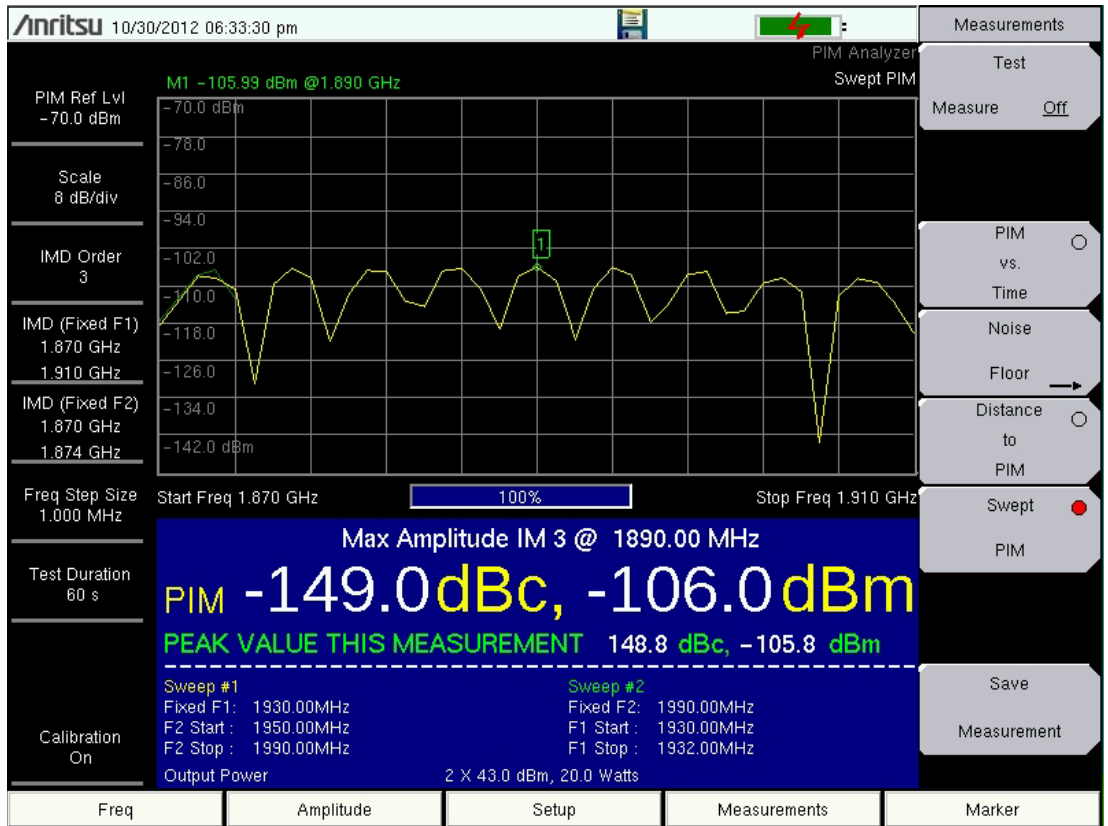 Anritsu 10/30/2012 06:33:30 pm
PIM Analyzer
M1 -105.99 dBm @1.890 GHz
Swept PIM
PIM Ref Lvl
-70.0 dBm
Scale
8 dB/div
IMD Order
3
IMD (Fixed F1)
1.870 GHz
1.910 GHz
IMD (Fixed F2)
1.870 GHz
1.874 GHz
Freq Step Size
1.000 MHz
Test Duration
60 s
Calibration
On
-70.0 dBm
-78.0
-86.0
-94.0
-102.0
-110.0
-118.0
-126.0
-134.0
-142.0 dBm
1
Start Freq 1.870 GHz
100%
Stop Freq 1.910 GHz
Max Amplitude IM 3 @ 1890.00 MHz
PIM -149.0 dBc, -106.0 dBm
PEAK VALUE THIS MEASUREMENT 148.8 dBc, -105.8 dBm
Sweep #1
Fixed F1: 1930.00MHz
F2 Start : 1950.00MHz
F2 Stop : 1990.00MHz
Sweep #2
Fixed F2: 1990.00MHz
F1 Start : 1930.00MHz
F1 Stop : 1932.00MHz
Output Power 2 X 43.0 dBm, 20.0 Watts
Measurements
Test
Measure Off
PIM
vs.
Time
Noise
Floor
Distance
to
PIM
Swept
PIM
Save
Measurement
Freq
Amplitude
Setup
Measurements
Marker